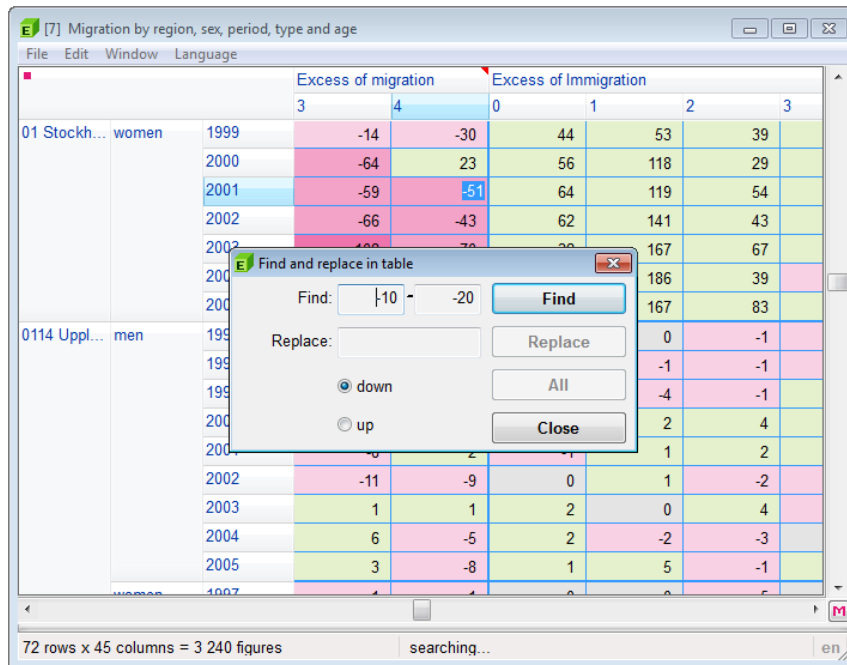 [7] Migration by region, sex, period, type and age
File Edit Window Language
Excess of migration Excess of Immigration
3 4 0 1 2 3
01 Stockh... women 1999 -14 -30 44 53 39
2000 -64 23 56 118 29
2001 -59 -51 64 119 54
2002 -66 -43 62 141 43
2003 167 67
186 39
167 83
Find and replace in table
Find: -10 - -20 Find
Replace: Replace
down All
up Close
0114 Uppl... men 0 -1
-1 -1
-4 -1
2 4
2 1 2
2002 -11 -9 0 1 -2
2003 1 1 2 0 4
2004 6 -5 2 -2 -3
2005 3 -8 1 5 -1
women 1997
72 rows x 45 columns = 3 240 figures searching... en